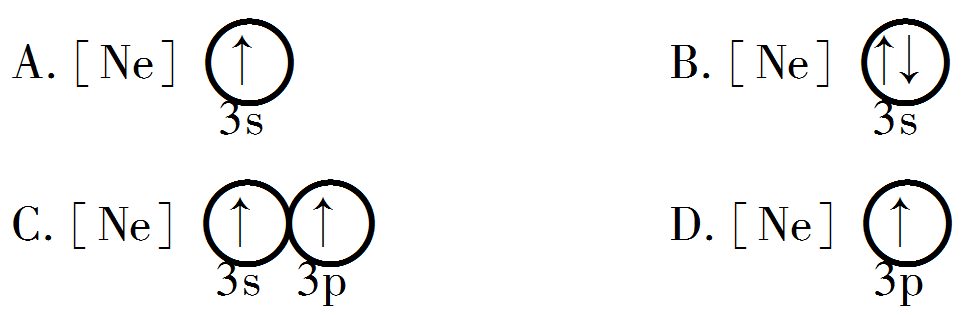 A. [Ne] ↑ B. [Ne] ↑↓
3s 3s
C. [Ne] ↑ ↑ D. [Ne] ↑
3s 3p 3p